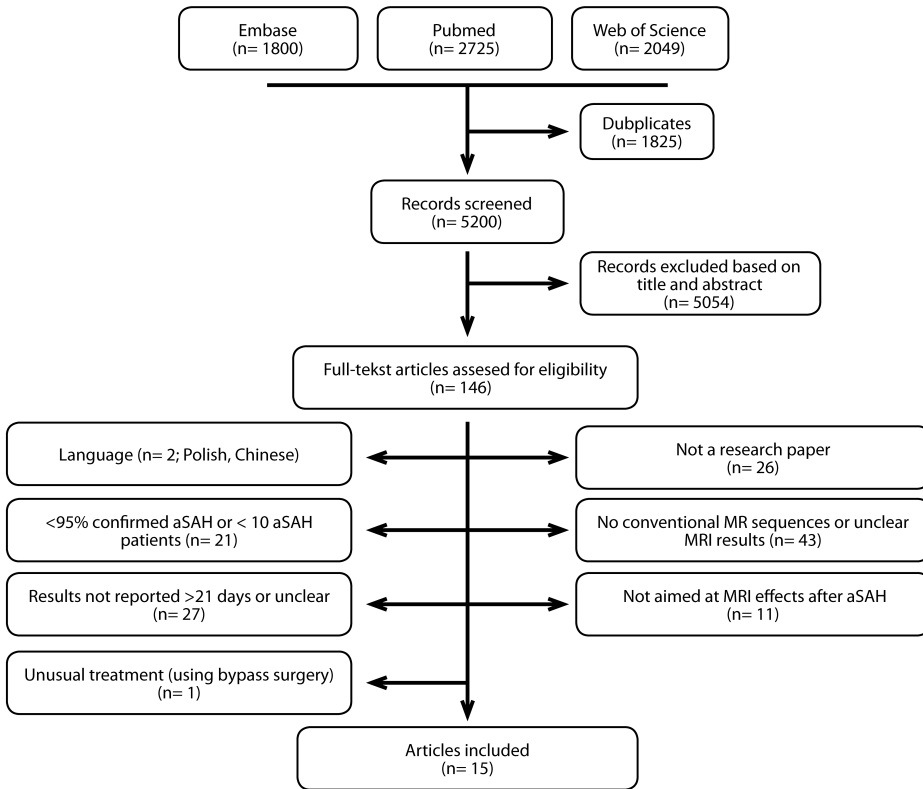 Embase
(n= 1800)
Pubmed
(n= 2725)
Web of Science
(n= 2049)
Dubplicates
(n= 1825)
Records screened
(n= 5200)
Records excluded based on
title and abstract
(n= 5054)
Full-tekst articles assesed for eligibility
(n= 146)
Language (n= 2; Polish, Chinese)
Not a research paper
(n= 26)
<95% confirmed aSAH or < 10 aSAH
patients (n= 21)
No conventional MR sequences or unclear
MRI results (n= 43)
Results not reported >21 days or unclear
(n= 27)
Not aimed at MRI effects after aSAH
(n= 11)
Unusual treatment (using bypass surgery)
(n= 1)
Articles included
(n= 15)